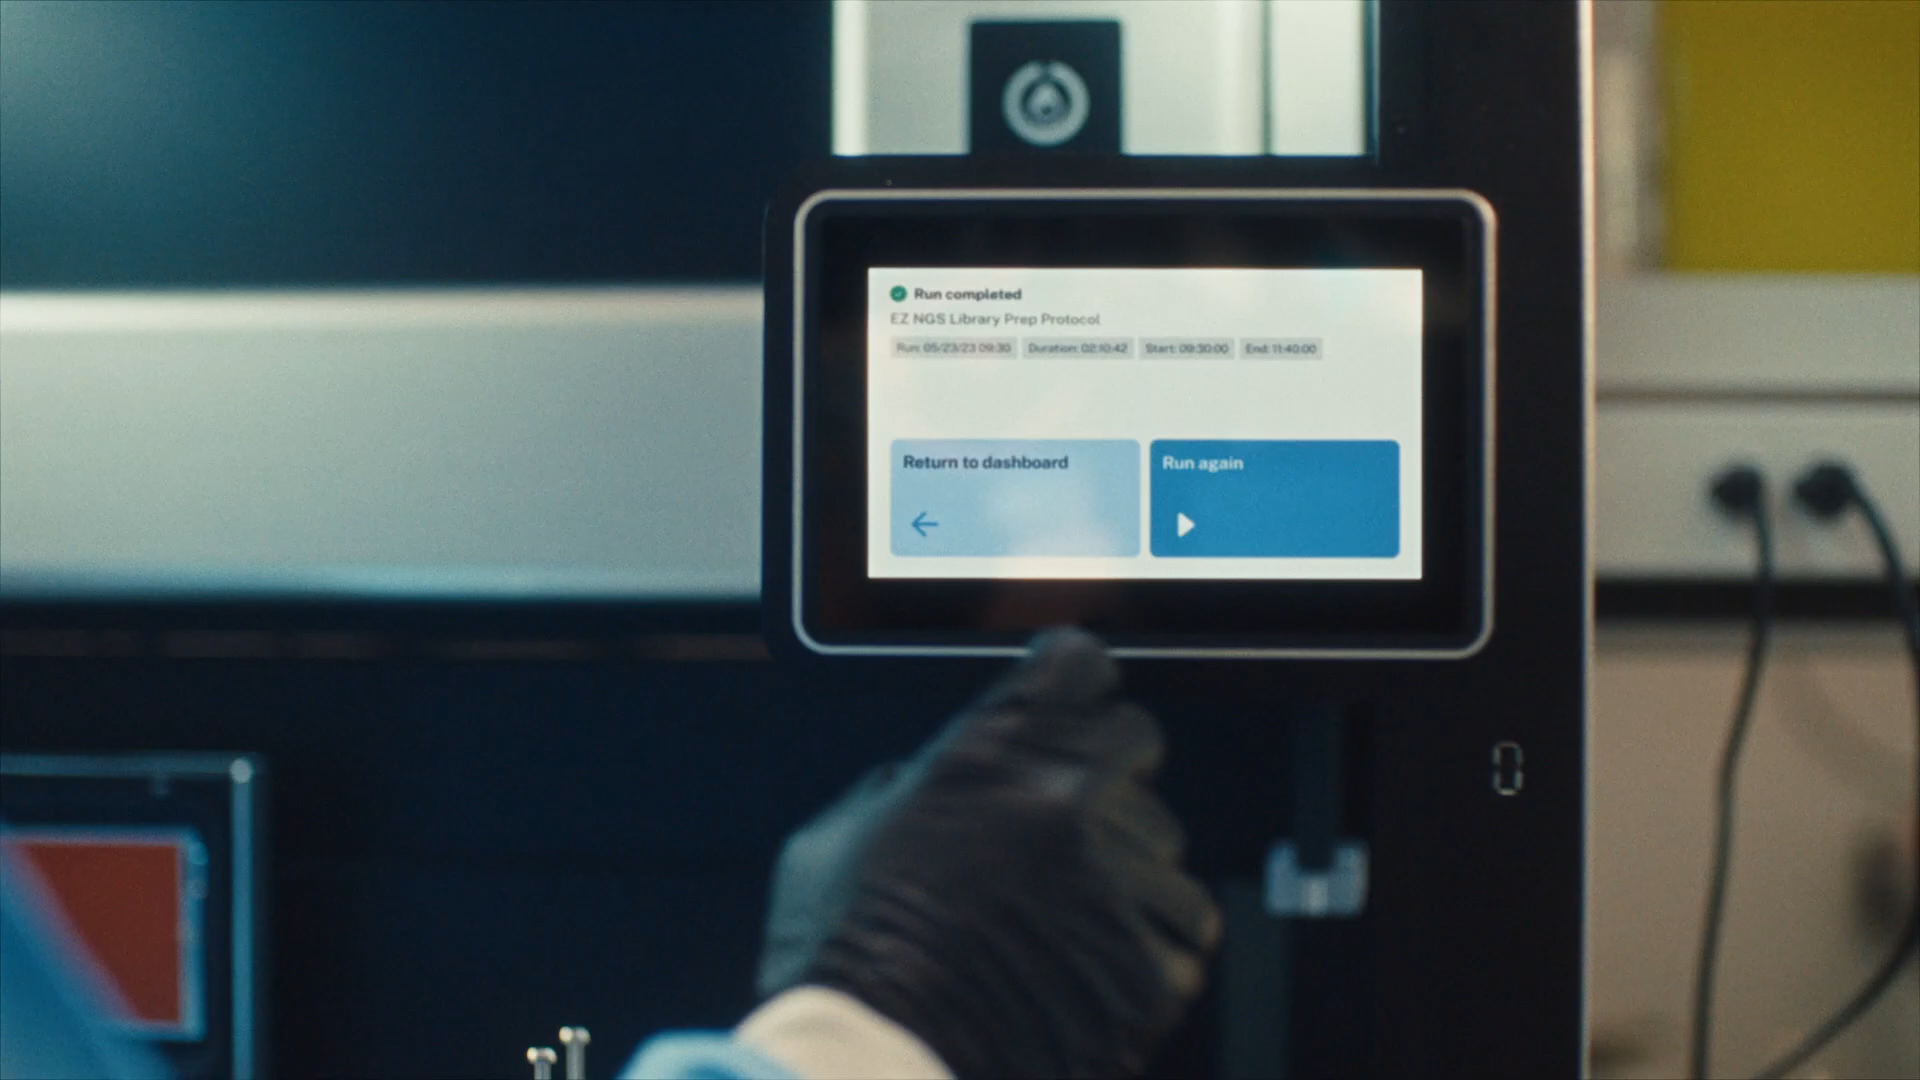 Run completed
EZ NGS Library Prep Protocol
Run: 05/23/23 09:30 Duration: 02:10:42 Start: 09:30:00 End: 11:40:00
Return to dashboard Run again